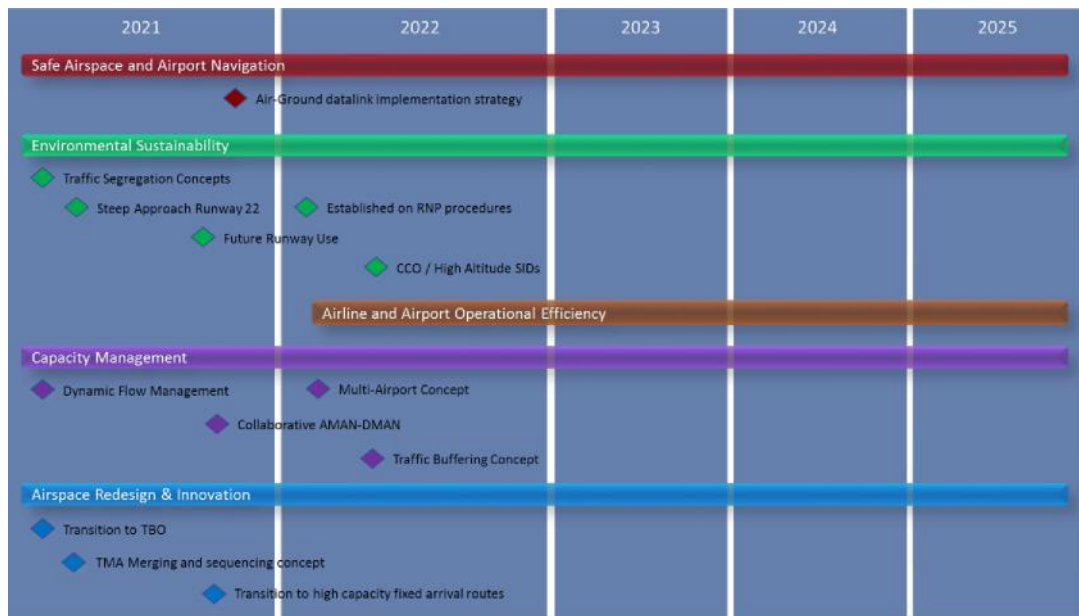 2021 2022 2023 2024 2025
Safe Airspace and Airport Navigation
Air-Ground datalink implementation strategy
Environmental Sustainability
Traffic Segregation Concepts
Steep Approach Runway 22
Established on RNP procedures
Future Runway Use
CCO / High Altitude SIDs
Airline and Airport Operational Efficiency
Capacity Management
Dynamic Flow Management
Multi-Airport Concept
Collaborative AMAN-DMAN
Traffic Buffering Concept
Airspace Redesign & Innovation
Transition to TBO
TMA Merging and sequencing concept
Transition to high capacity fixed arrival routes